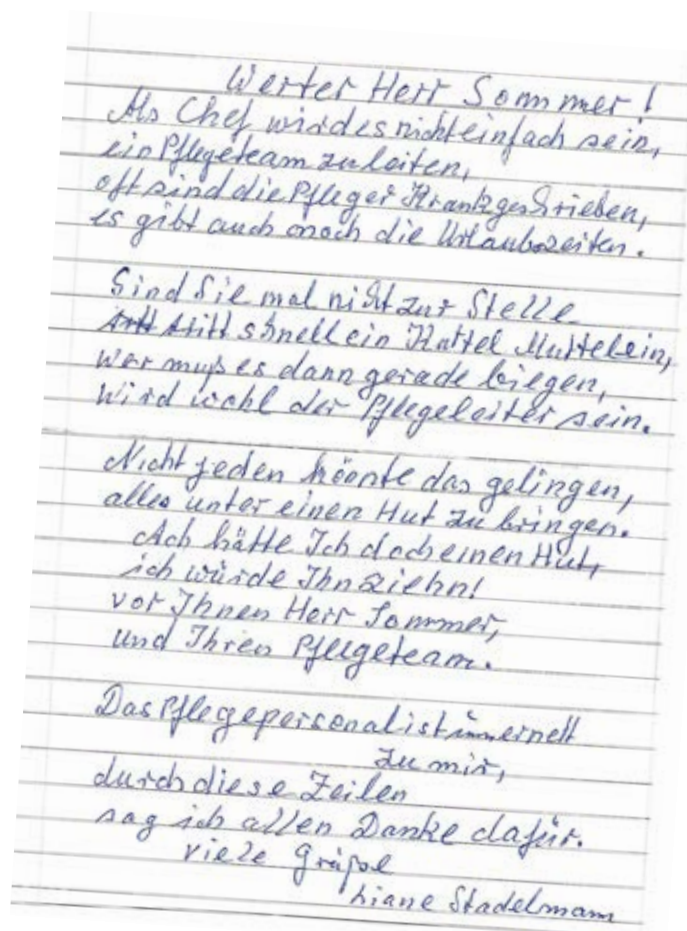 Werter Herr Sommer!
Als Chef wird es nicht einfach sein,
ein Pflegeteam zu leiten,
oft sind die Pfleger Krankgeschrieben,
es gibt auch noch die Urlaubszeiten.
Sind Sie mal nicht zur Stelle
tritt schnell ein Kuttel Muttel ein,
wer muß es dann gerade biegen,
Wird wohl der Pflegeleiter sein.
Nicht jeden könnte das gelingen,
alles unter einen Hut zu bringen.
Ach hätte Ich doch einen Hut,
ich würde Ihn ziehn!
vor Ihnen Herr Sommer,
und Ihren Pflegeteam.
Das Pflegepersonal ist immer nett
zu mir,
durch diese Zeilen
sag ich allen Danke dafür.
viele Grüße
Liane Stadelmann